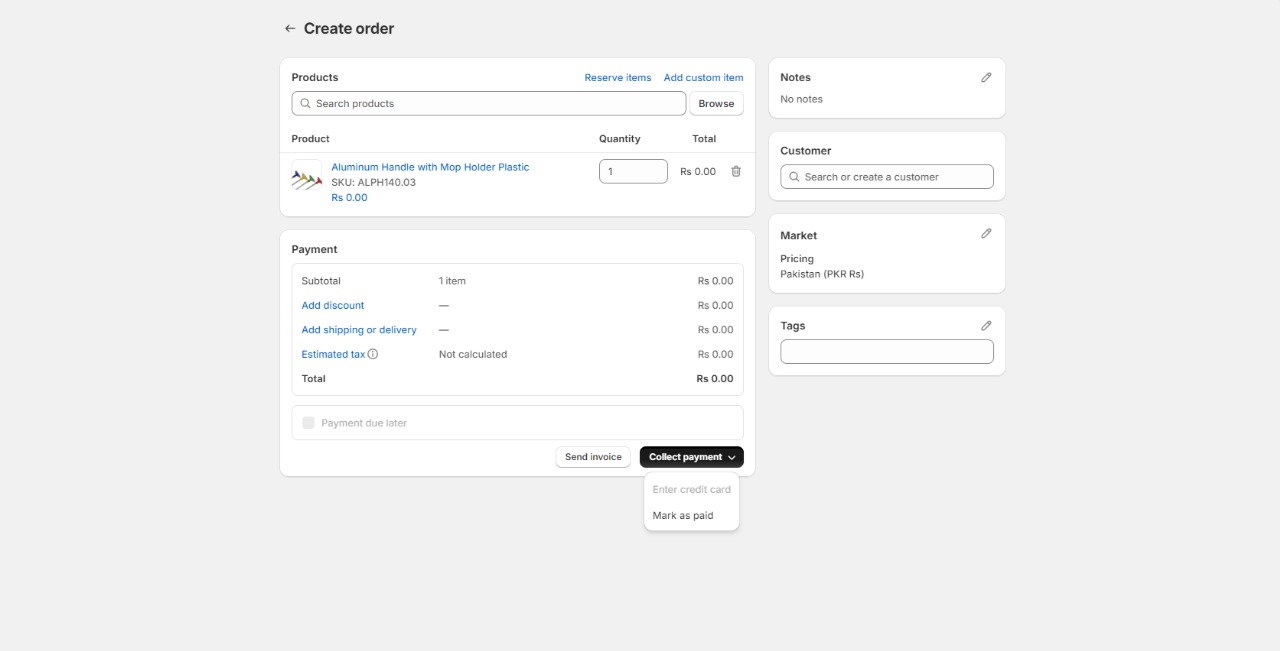 Create order
Products
Reserve items
Add custom item
Search products
Browse
Product
Quantity
Total
Aluminum Handle with Mop Holder Plastic
SKU: ALPH140.03
Rs 0.00
1
Rs 0.00
Payment
Subtotal
1 item
Rs 0.00
Add discount
—
Rs 0.00
Add shipping or delivery
—
Rs 0.00
Estimated tax
Not calculated
Rs 0.00
Total
Rs 0.00
Payment due later
Send invoice
Collect payment
Enter credit card
Mark as paid
Notes
No notes
Customer
Search or create a customer
Market
Pricing
Pakistan (PKR Rs)
Tags